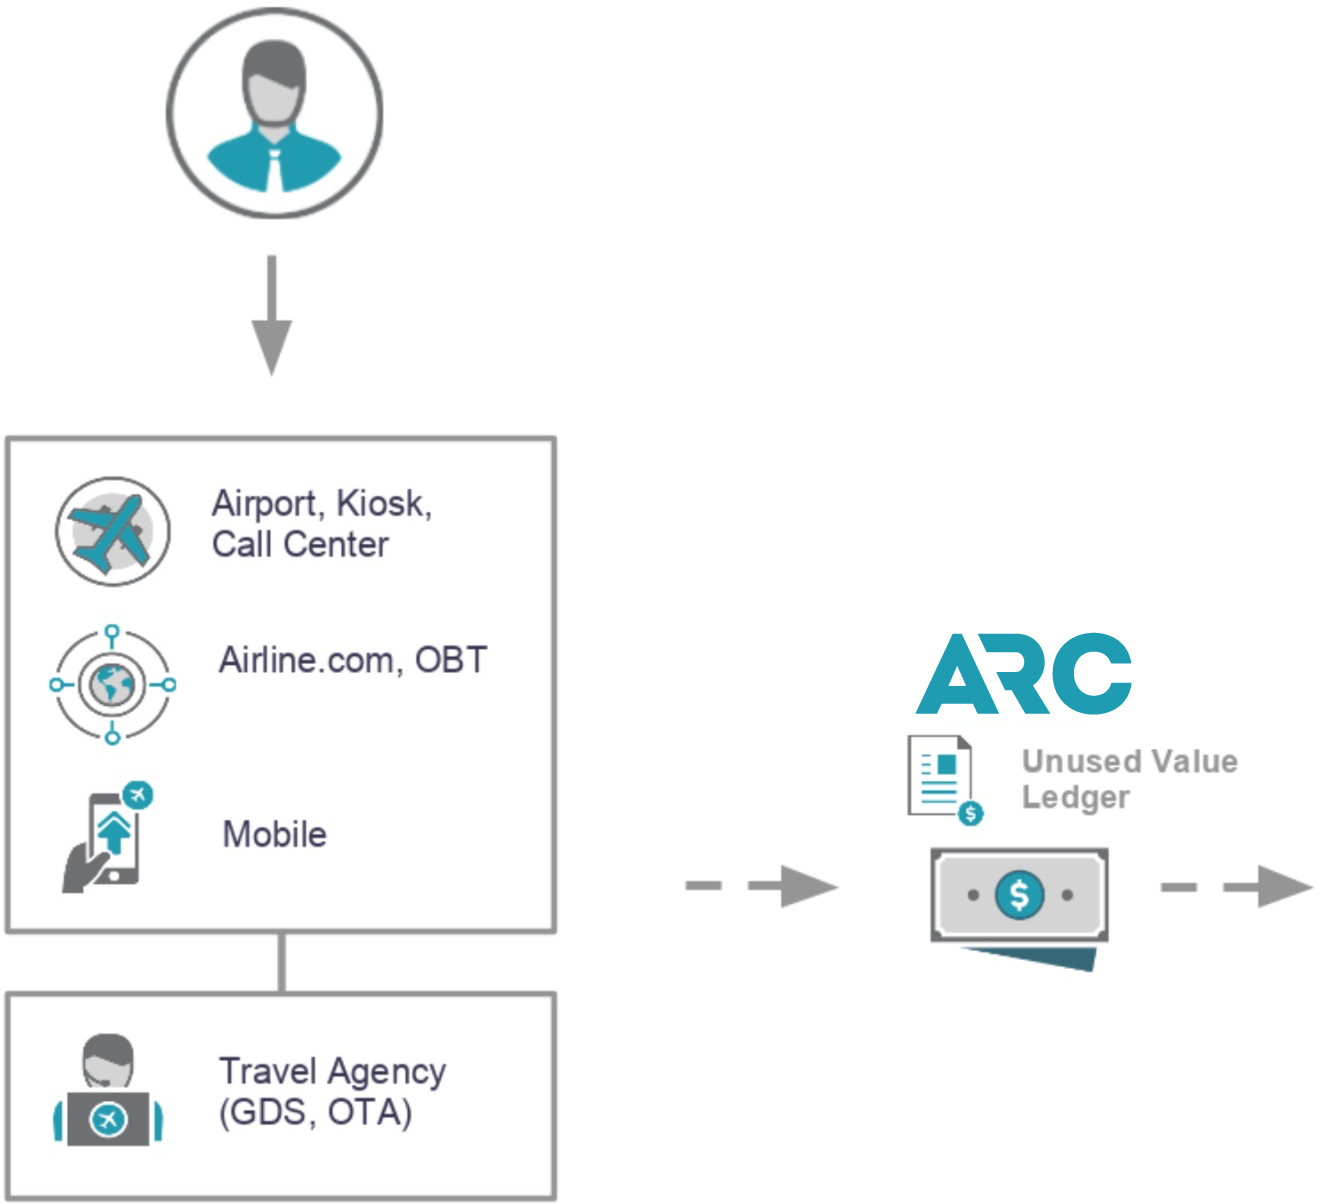 Airport, Kiosk,
Call Center
Airline.com, OBT
Mobile
ARC
Unused Value
Ledger
$
$
Travel Agency
(GDS, OTA)